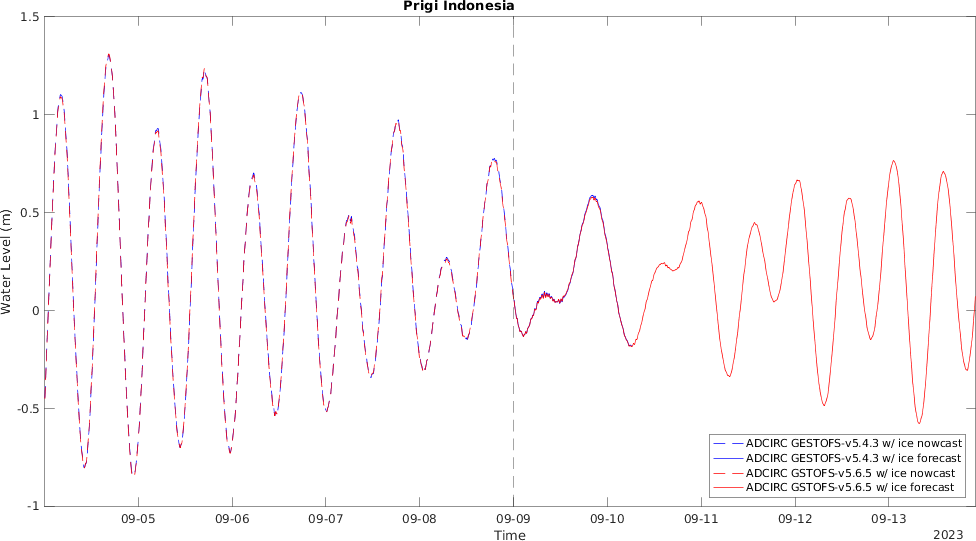 Prigi Indonesia
1.5
1
0.5
0
-0.5
-1
Water Level (m)
09-05 09-06 09-07 09-08 09-09 09-10 09-11 09-12 09-13
Time
2023
ADCIRC GESTOFS-v5.4.3 w/ ice nowcast
ADCIRC GESTOFS-v5.4.3 w/ ice forecast
ADCIRC GSTOFS-v5.6.5 w/ ice nowcast
ADCIRC GSTOFS-v5.6.5 w/ ice forecast